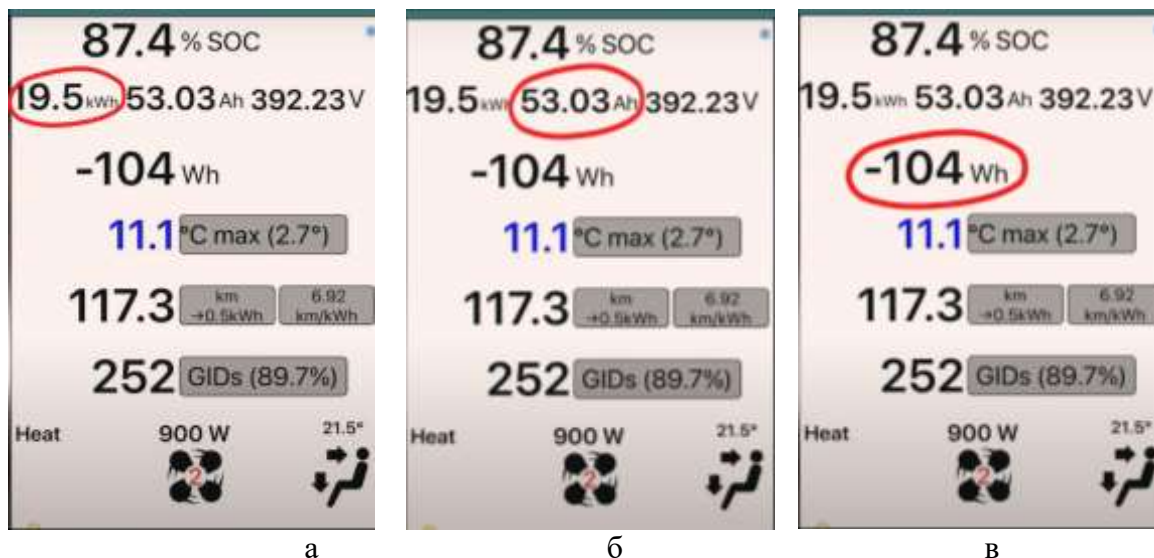 87.4 % SOC
19.5 kWh 53.03 Ah 392.23 V
-104 Wh
11.1 °C max (2.7°)
117.3 km →0.5kWh 6.92 km/kWh
252 GIDs (89.7%)
Heat 900 W 21.5°
2
а
87.4 % SOC
19.5 kWh 53.03 Ah 392.23 V
-104 Wh
11.1 °C max (2.7°)
117.3 km →0.5kWh 6.92 km/kWh
252 GIDs (89.7%)
Heat 900 W 21.5°
2
б
87.4 % SOC
19.5 kWh 53.03 Ah 392.23 V
-104 Wh
11.1 °C max (2.7°)
117.3 km →0.5kWh 6.92 km/kWh
252 GIDs (89.7%)
Heat 900 W 21.5°
2
в